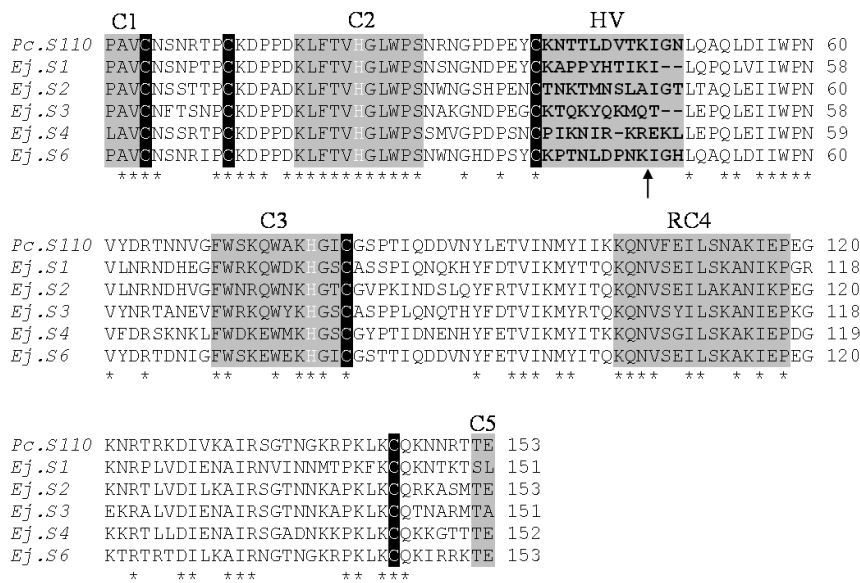 C1 C2 HV
Pc.S110 PAVCNSNRTPCKDPPDKLFTVHGLWPSNRNGPDPEYCKNTTLDVTKIGNLQAQLDIIWPN 60
Ej.S1 PAVCNSNPTPCKDPPDKLFTVHGLWPSNSNGNDPEYCKAPPYHTIKI--LQPQLVIIWPN 58
Ej.S2 PAVCNSSTTPCKDPADKLFTVHGLWPSNWNGSHPENCTNKTMNSLAIGTLTAQLEIIWPN 60
Ej.S3 PAVCNFTSNPCKDPPDKLFTVHGLWPSNAKGNDPEGCKTQKYQKMQT--LEPQLEIIWPN 58
Ej.S4 LAVCNSSRTPCKDPPDKLFTVHGLWPSSMVGPDPSNCPIKNIR-KREKLLEPQLEIIWPN 59
Ej.S6 PAVCNSNRIPCKDPPDKLFTVHGLWPSNWNGHDPSYCKPTNLDPNKIGHLQAQLDIIWPN 60
**** ***** ************ * * * * ** *****
C3 RC4
Pc.S110 VYDRTNNVGFWSKQWAKHGICGSPTIQDDVNYLETVINMYIIKKQNVFEILSNAKIEPEG 120
Ej.S1 VLNRNDHEGFWRKQWDKHGSCASSPIQNQKHYFDTVIKMYTTQKQNVSEILSKANIKPGR 118
Ej.S2 VLNRNDHVGFWNRQWNKHGTCGVPKINDSLQYFRTVIKMYITQKQNVSEILAKANIEPEG 120
Ej.S3 VYNRTANEVFWRKQWYKHGSCASPPLQNQTHYFDTVIKMYRTQKQNVSYILSKANIEPKG 118
Ej.S4 VFDRSKNKLFWDKEWMKHGSCGYPTIDNENHYFETVIKMYITKKQNVSGILSKAKIEPDG 119
Ej.S6 VYDRTDNIGFWSKEWEKHGICGSTTIQDDVNYFETVIKMYITEKQNVSEILSKAKIEPEG 120
* * ** * *** * * *** ** **** ** * * *
C5
Pc.S110 KNRTRKDIVKAIRSGTNGKRPKLKCQKNNRTTE 153
Ej.S1 KNRPLVDIENAIRNVINNMTPKFKCQKNTKTSL 151
Ej.S2 KNRTLVDILKAIRSGTNNKAPKLKCQRKASMTE 153
Ej.S3 EKRALVDIENAIRSGTNNKAPKLKCQTNARMTA 151
Ej.S4 KKRTLLDIENAIRSGADNKKPKLKCQKKGTTTE 152
Ej.S6 KTRTRTDILKAIRNGTNGKRPKLKCQKIRRKTE 153
* ** *** * ** ***